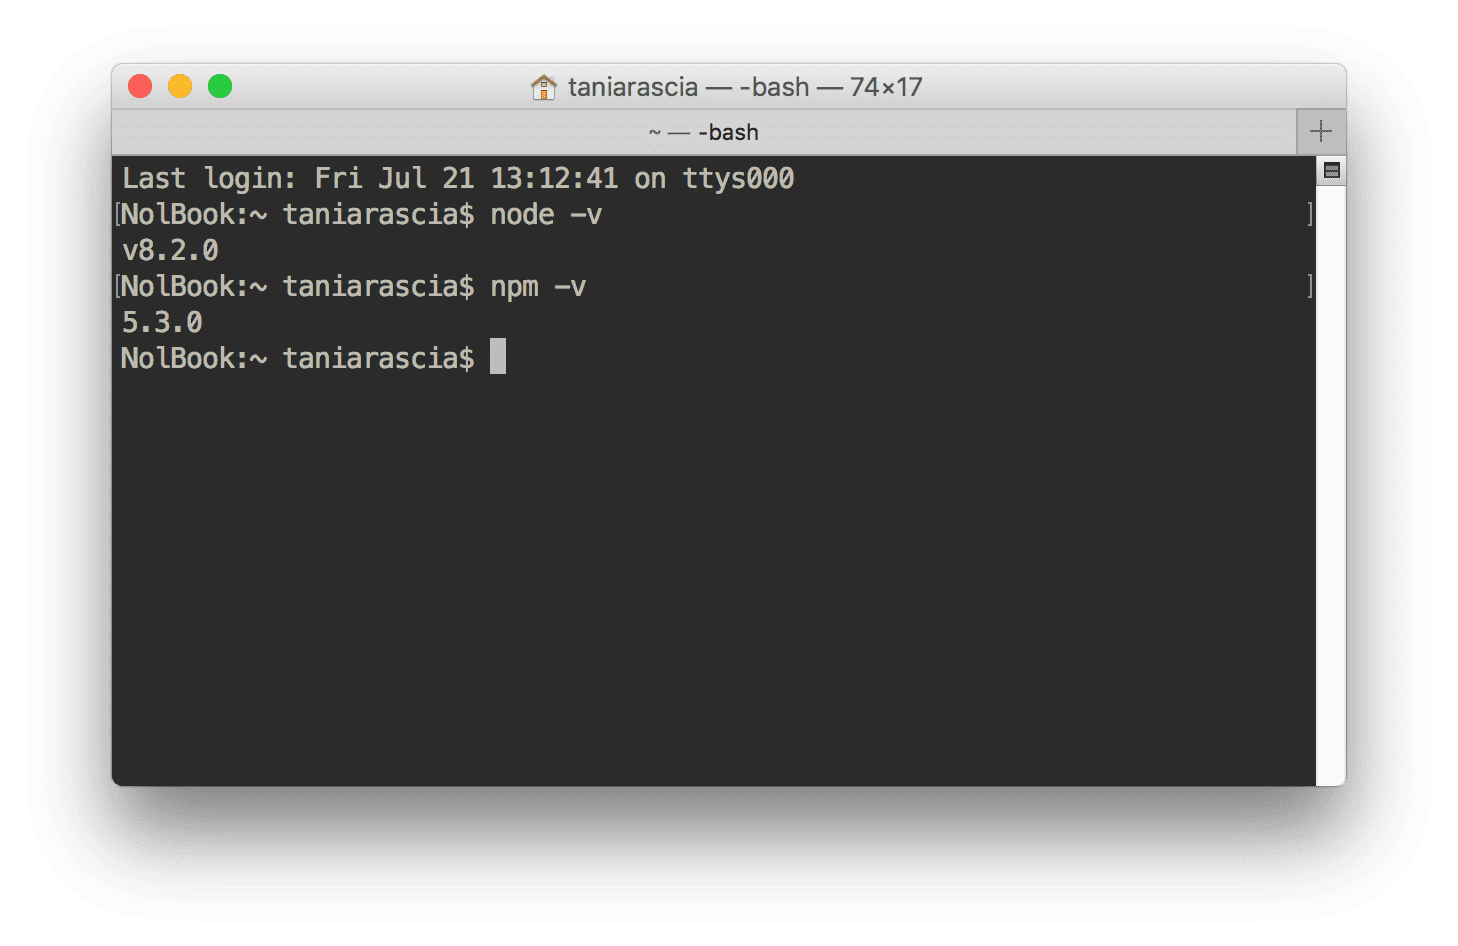 taniarascia — -bash — 74×17
~ — -bash
Last login: Fri Jul 21 13:12:41 on ttys000
[NolBook:~ taniarascia$ node -v ]
v8.2.0
[NolBook:~ taniarascia$ npm -v ]
5.3.0
NolBook:~ taniarascia$